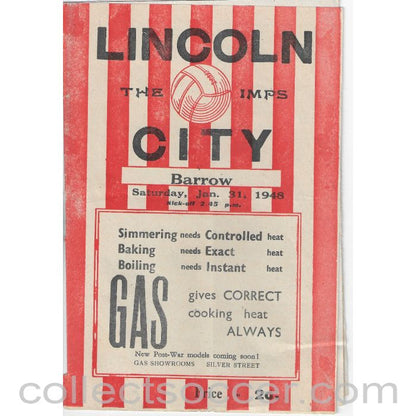 LINCOLN
THE IMPS
CITY
Barrow
Saturday, Jan. 31, 1948
Kick-off 2.45 p.m.
Simmering needs Controlled heat
Baking needs Exact heat
Boiling needs Instant heat
GAS
gives CORRECT
cooking heat
ALWAYS
New Post-War models coming soon!
GAS SHOWROOMS SILVER STREET
Price - 2d.
collectsoccer.com